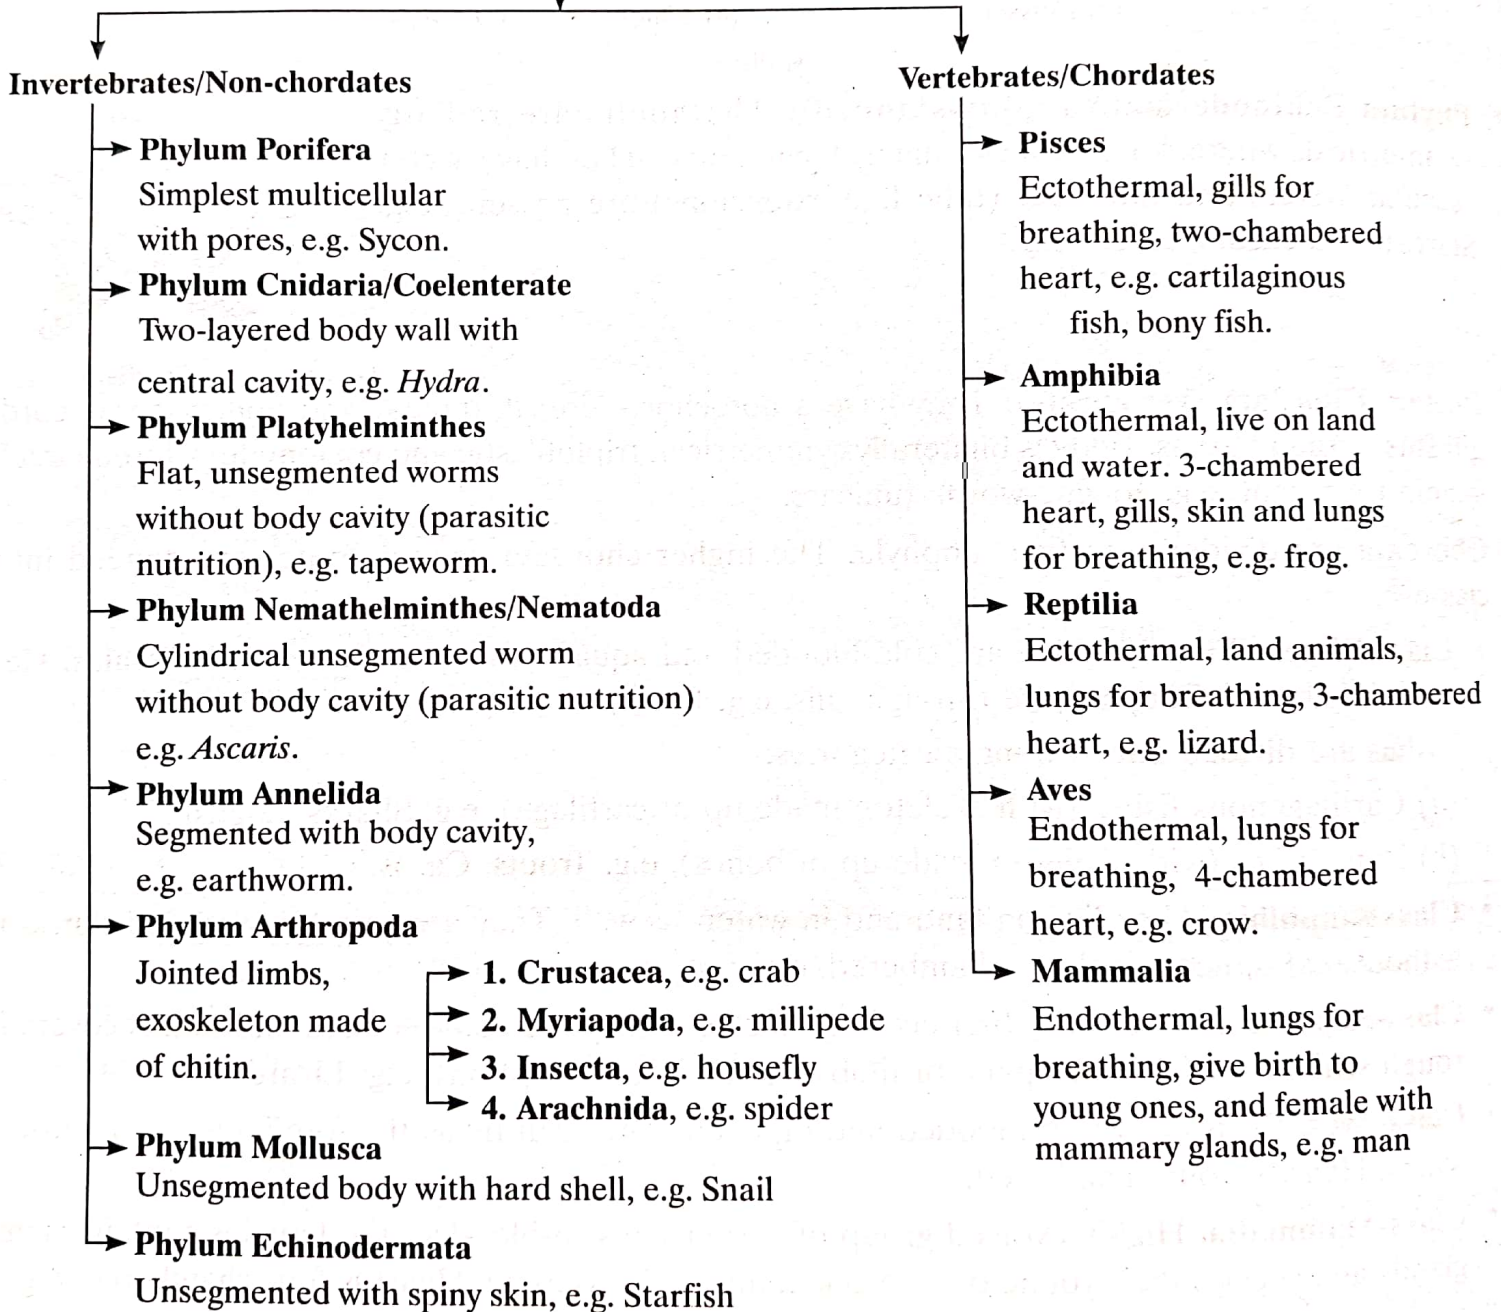 Invertebrates/Non-chordates
Phylum Porifera
Simplest multicellular
with pores, e.g. Sycon.
Phylum Cnidaria/Coelenterate
Two-layered body wall with
central cavity, e.g. Hydra.
Phylum Platyhelminthes
Flat, unsegmented worms
without body cavity (parasitic
nutrition), e.g. tapeworm.
Phylum Nemathelminthes/Nematoda
Cylindrical unsegmented worm
without body cavity (parasitic nutrition)
e.g. Ascaris.
Phylum Annelida
Segmented with body cavity,
e.g. earthworm.
Phylum Arthropoda
Jointed limbs,
exoskeleton made
of chitin.
1. Crustacea, e.g. crab
2. Myriapoda, e.g. millipede
3. Insecta, e.g. housefly
4. Arachnida, e.g. spider
Phylum Mollusca
Unsegmented body with hard shell, e.g. Snail
Phylum Echinodermata
Unsegmented with spiny skin, e.g. Starfish
Vertebrates/Chordates
Pisces
Ectothermal, gills for
breathing, two-chambered
heart, e.g. cartilaginous
fish, bony fish.
Amphibia
Ectothermal, live on land
and water. 3-chambered
heart, gills, skin and lungs
for breathing, e.g. frog.
Reptilia
Ectothermal, land animals,
lungs for breathing, 3-chambered
heart, e.g. lizard.
Aves
Endothermal, lungs for
breathing, 4-chambered
heart, e.g. crow.
Mammalia
Endothermal, lungs for
breathing, give birth to
young ones, and female with
mammary glands, e.g. man